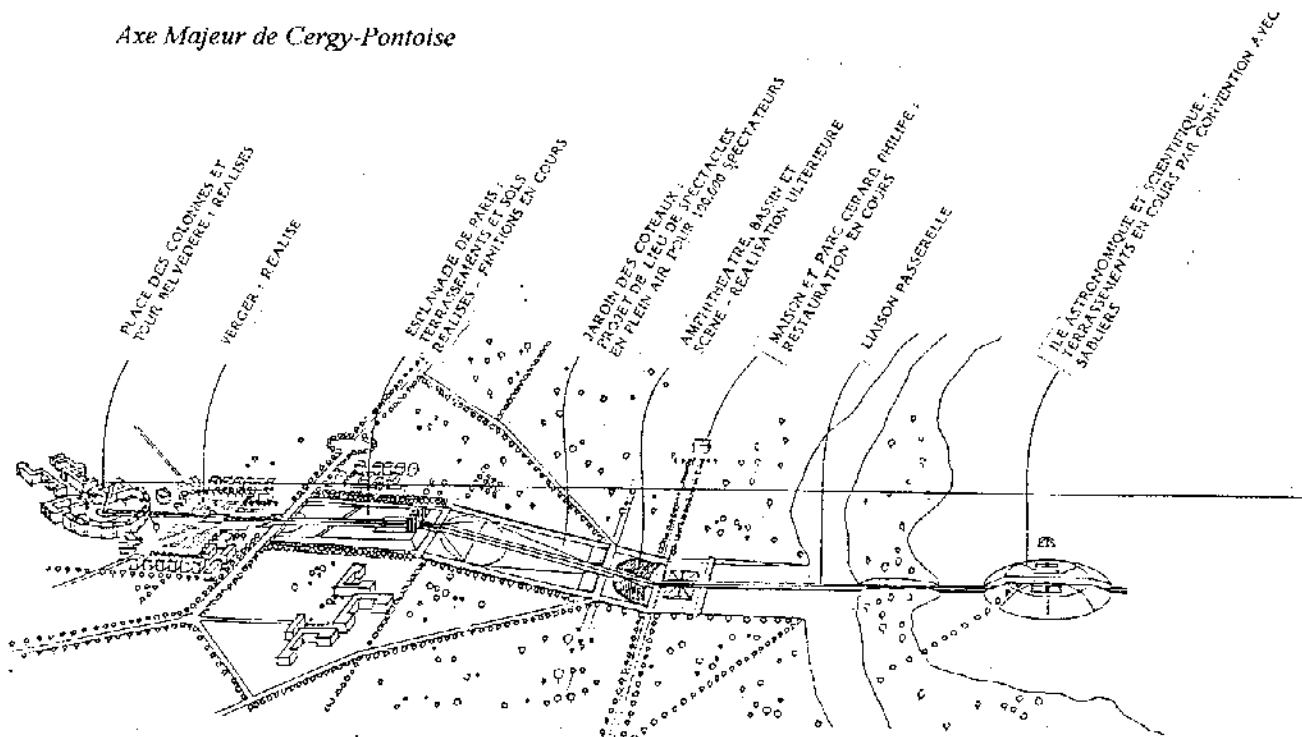 Axe Majeur de Cergy-Pontoise
PLACE DES COLONNES ET
TOUR BELVEDERE : REALISES
VERGER : REALISE
ESPLANADE DE PARIS :
TERRASSEMENTS ET SOLS
REALISES - FINITIONS EN COURS
JARDIN DES COTEAUX :
PROJET DE LIEU DE SPECTACLES
EN PLEIN AIR POUR 100.000 SPECTATEURS
AMPHITHEATRE, BASSIN ET
SCENE - REALISATION ULTERIEURE
MAISON ET PARC GERARD PHILIPE :
RESTAURATION EN COURS
LIAISON PASSERELLE
ILE ASTRONOMIQUE ET SCIENTIFIQUE :
TERRASSEMENTS EN COURS PAR CONVENTION AVEC
SABLIERS